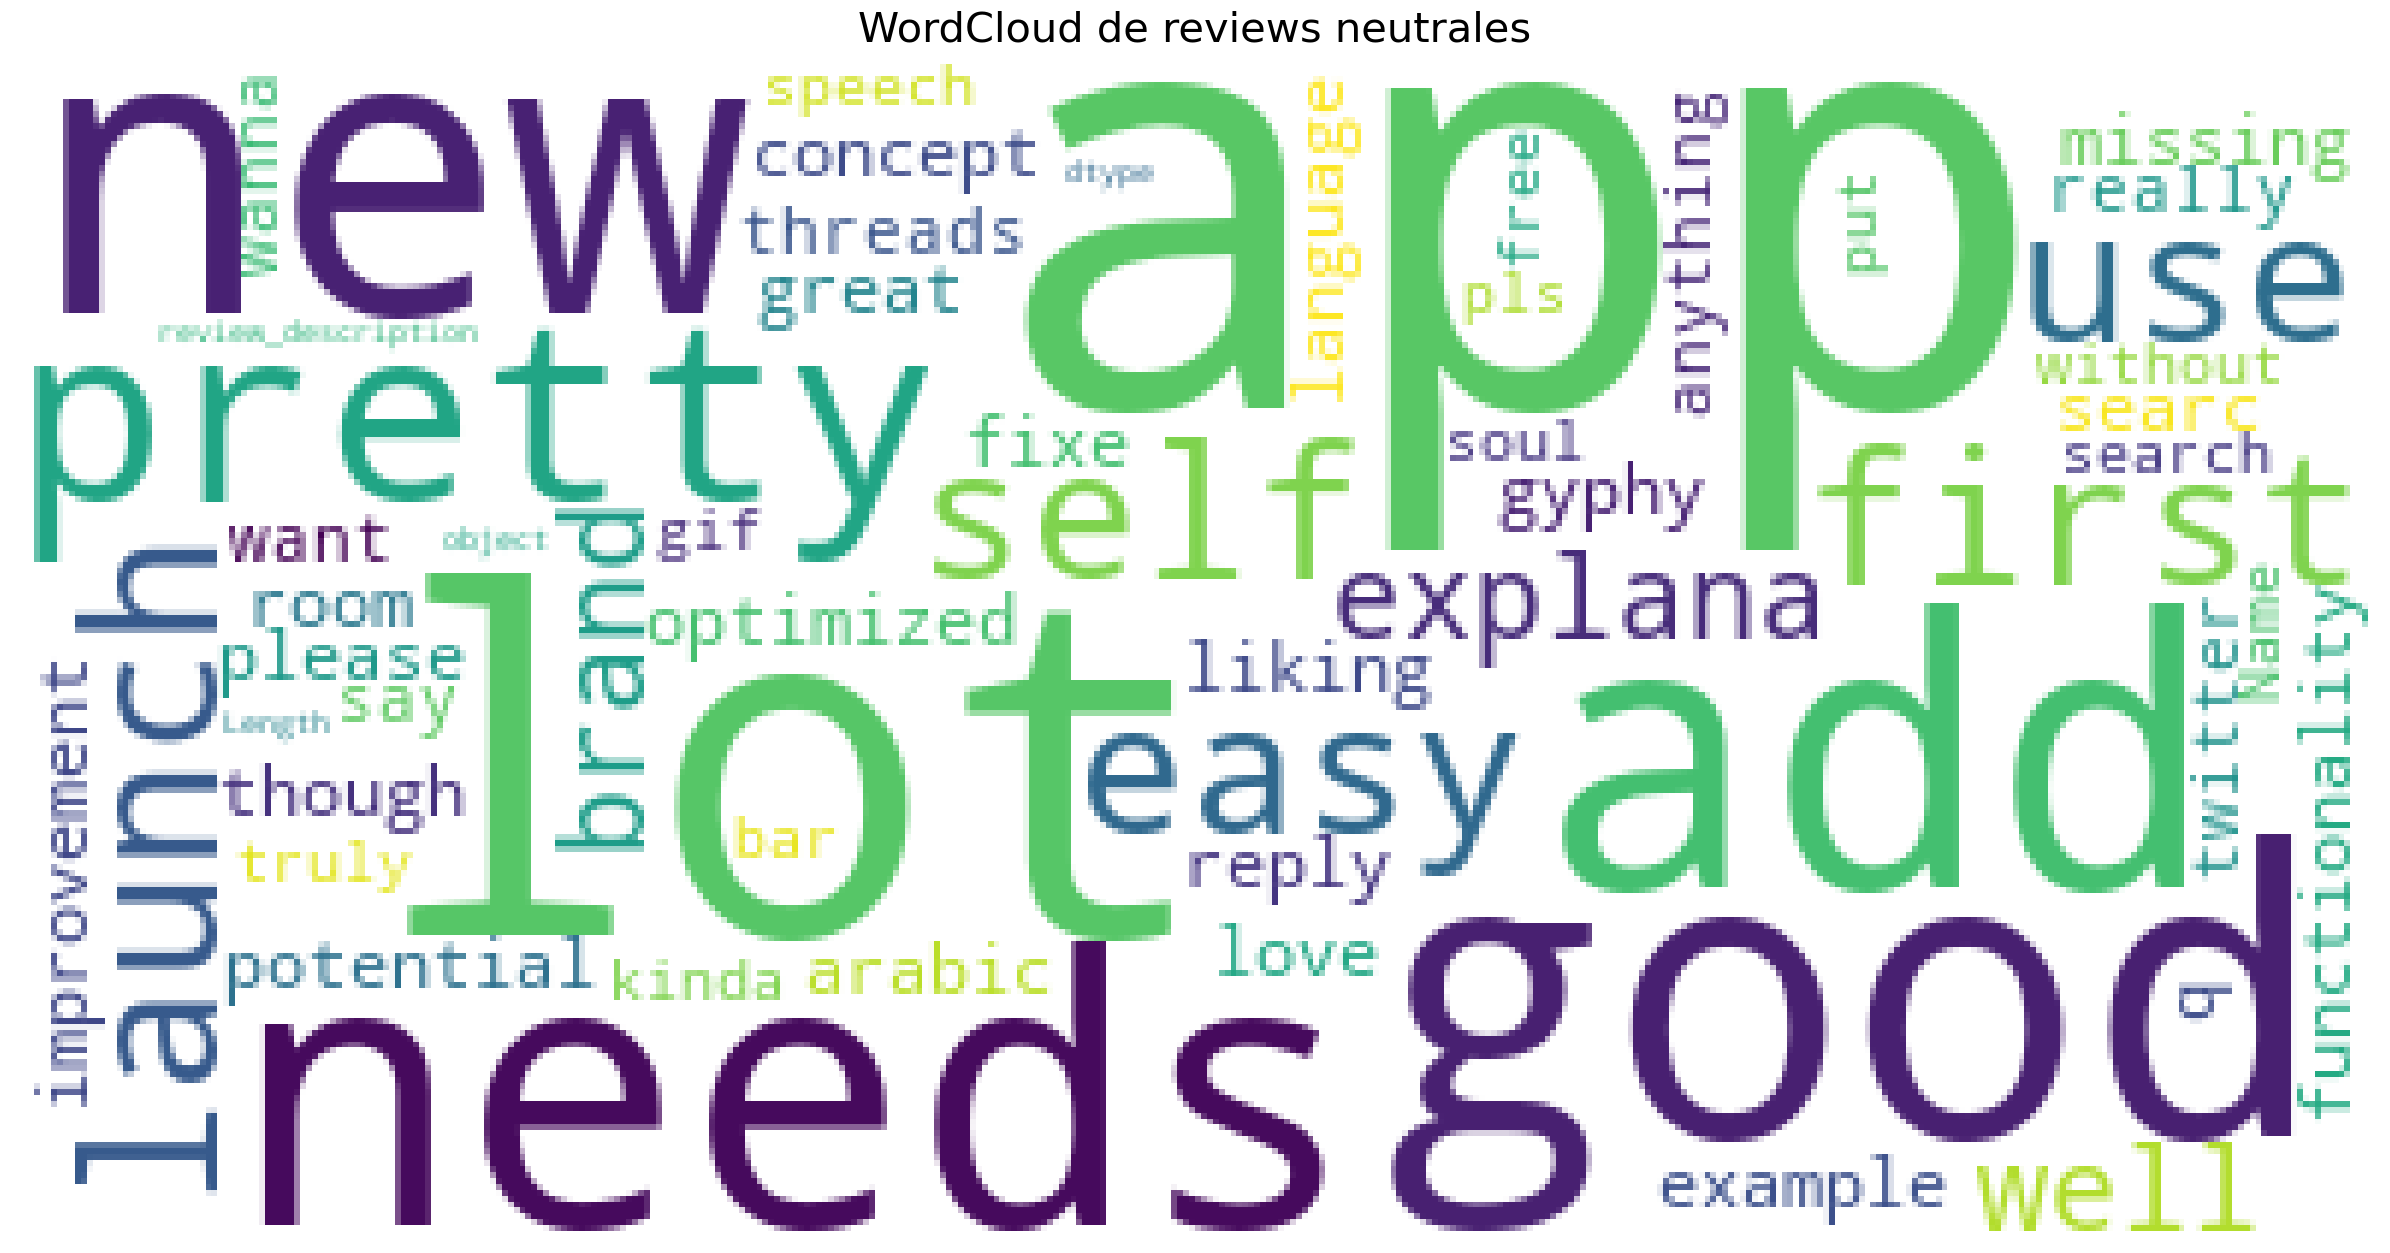 WordCloud de reviews neutrales
new
wanna
speech
concept
threads
great
app
dtype
language
free
pls
anything
put
missing
really
use
without
searc
search
review_description
pretty
fixe
self
soul
gyphy
first
want
object
brand
gif
launch
room
please
say
Length
optimized
explana
liking
lot
though
truly
improvement
bar
easy
reply
add
twitter
Name
functionality
potential
kinda
arabic
love
needs
good
q
example
well